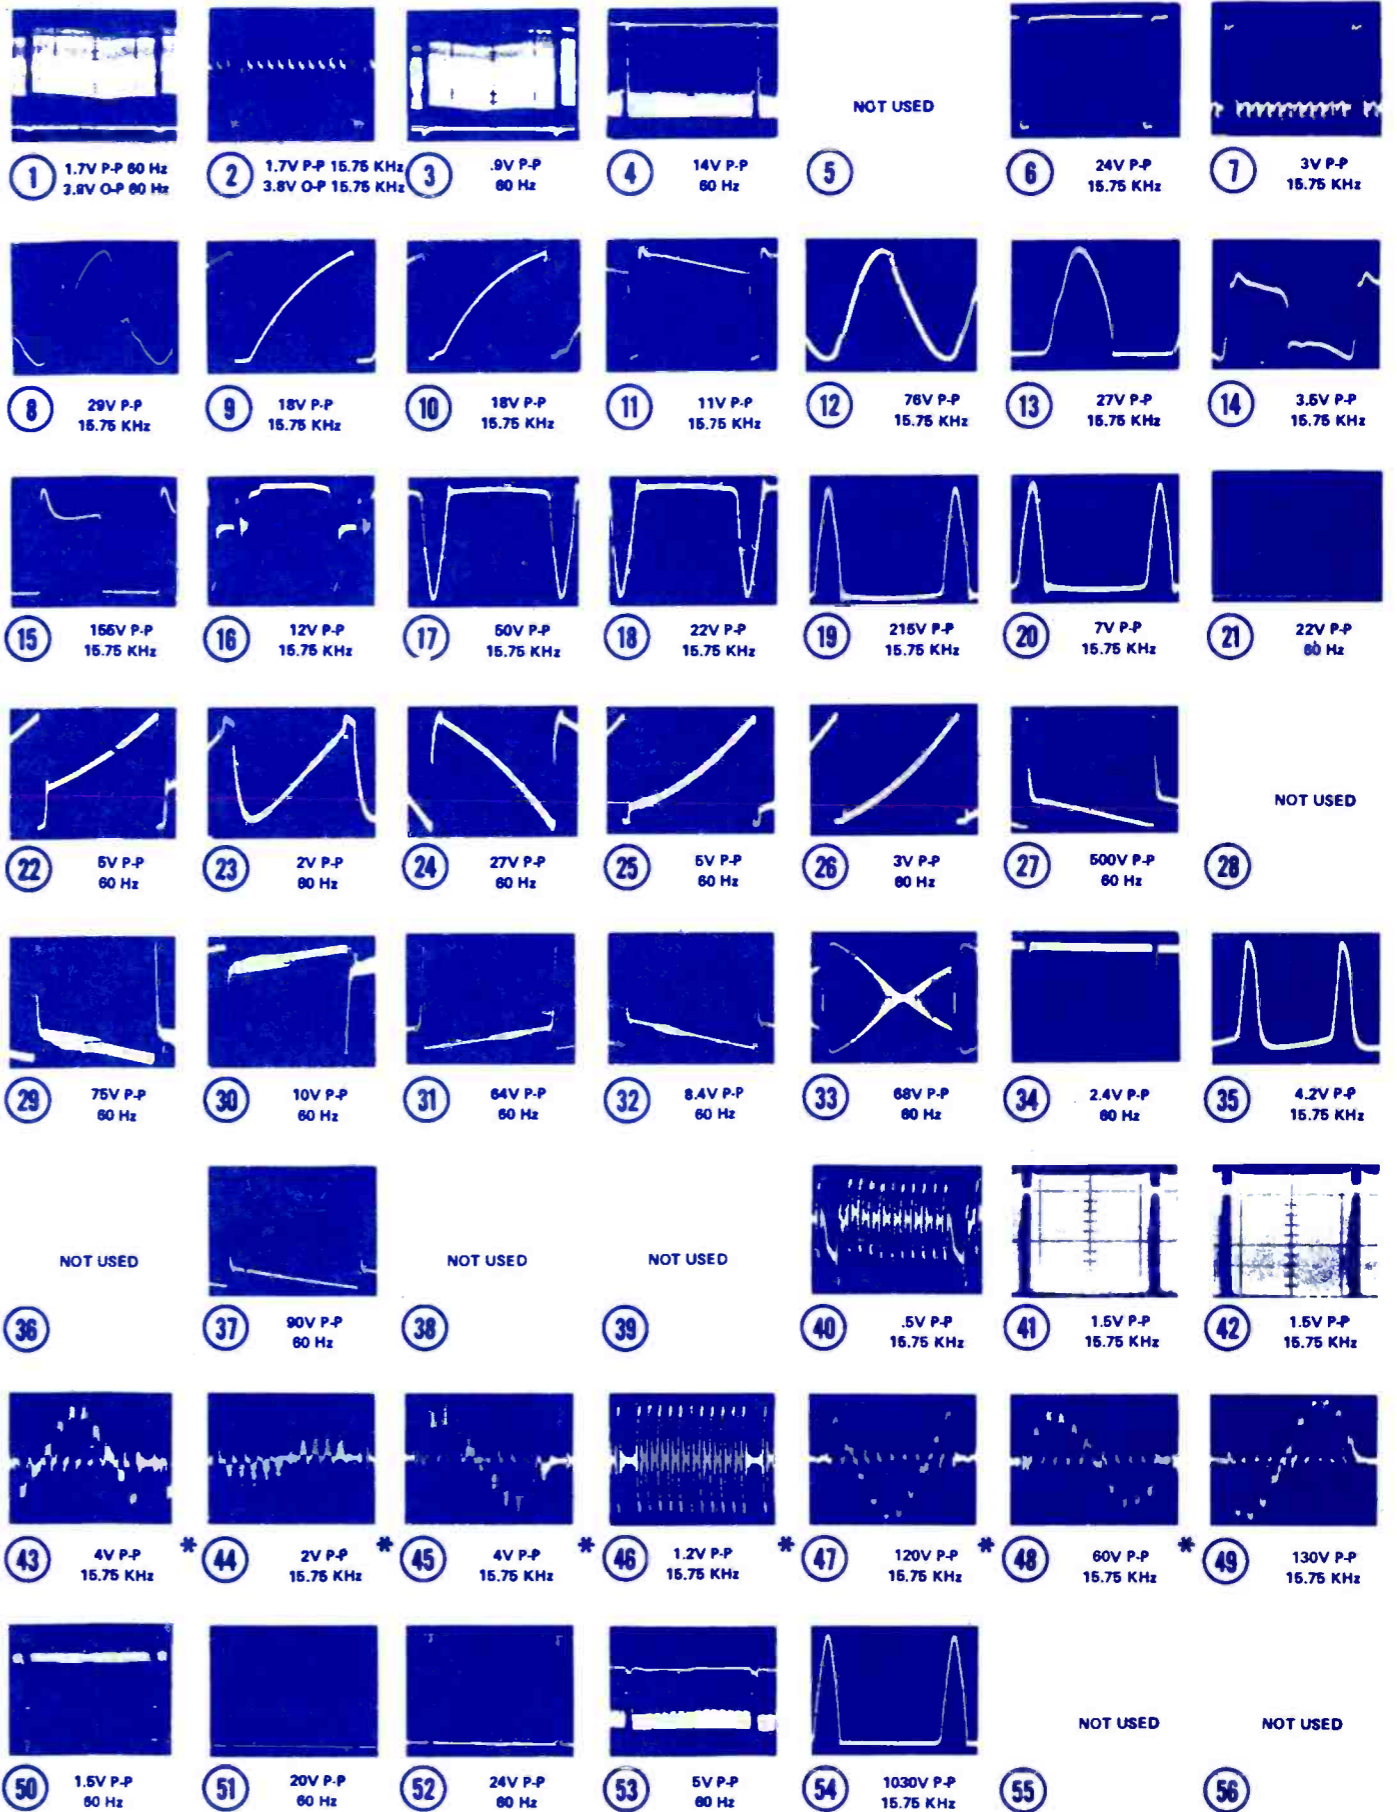 1 1.7V P-P 60 Hz
3.8V O-P 60 Hz
2 1.7V P-P 15.75 KHz
3.8V O-P 15.75 KHz
3 .9V P-P
60 Hz
4 14V P-P
60 Hz
NOT USED
5
6 24V P-P
15.75 KHz
7 3V P-P
15.75 KHz
8 29V P-P
15.75 KHz
9 18V P-P
15.75 KHz
10 18V P-P
15.75 KHz
11 11V P-P
15.75 KHz
12 76V P-P
15.75 KHz
13 27V P-P
15.75 KHz
14 3.5V P-P
15.75 KHz
15 155V P-P
15.75 KHz
16 12V P-P
15.75 KHz
17 50V P-P
15.75 KHz
18 22V P-P
15.75 KHz
19 215V P-P
15.75 KHz
20 7V P-P
15.75 KHz
21 22V P-P
60 Hz
22 5V P-P
60 Hz
23 2V P-P
60 Hz
24 27V P-P
60 Hz
25 5V P-P
60 Hz
26 3V P-P
60 Hz
27 500V P-P
60 Hz
NOT USED
28
29 75V P-P
60 Hz
30 10V P-P
60 Hz
31 64V P-P
60 Hz
32 8.4V P-P
60 Hz
33 68V P-P
60 Hz
34 2.4V P-P
60 Hz
35 4.2V P-P
15.75 KHz
NOT USED
36
37 90V P-P
60 Hz
NOT USED
38
NOT USED
39
40 .5V P-P
15.75 KHz
41 1.5V P-P
15.75 KHz
42 1.5V P-P
15.75 KHz
43 4V P-P
15.75 KHz
* 44 2V P-P
15.75 KHz
* 45 4V P-P
15.75 KHz
* 46 1.2V P-P
15.75 KHz
* 47 120V P-P
15.75 KHz
* 48 60V P-P
15.75 KHz
* 49 130V P-P
15.75 KHz
50 1.5V P-P
60 Hz
51 20V P-P
60 Hz
52 24V P-P
60 Hz
53 5V P-P
60 Hz
54 1030V P-P
15.75 KHz
NOT USED
55
NOT USED
56